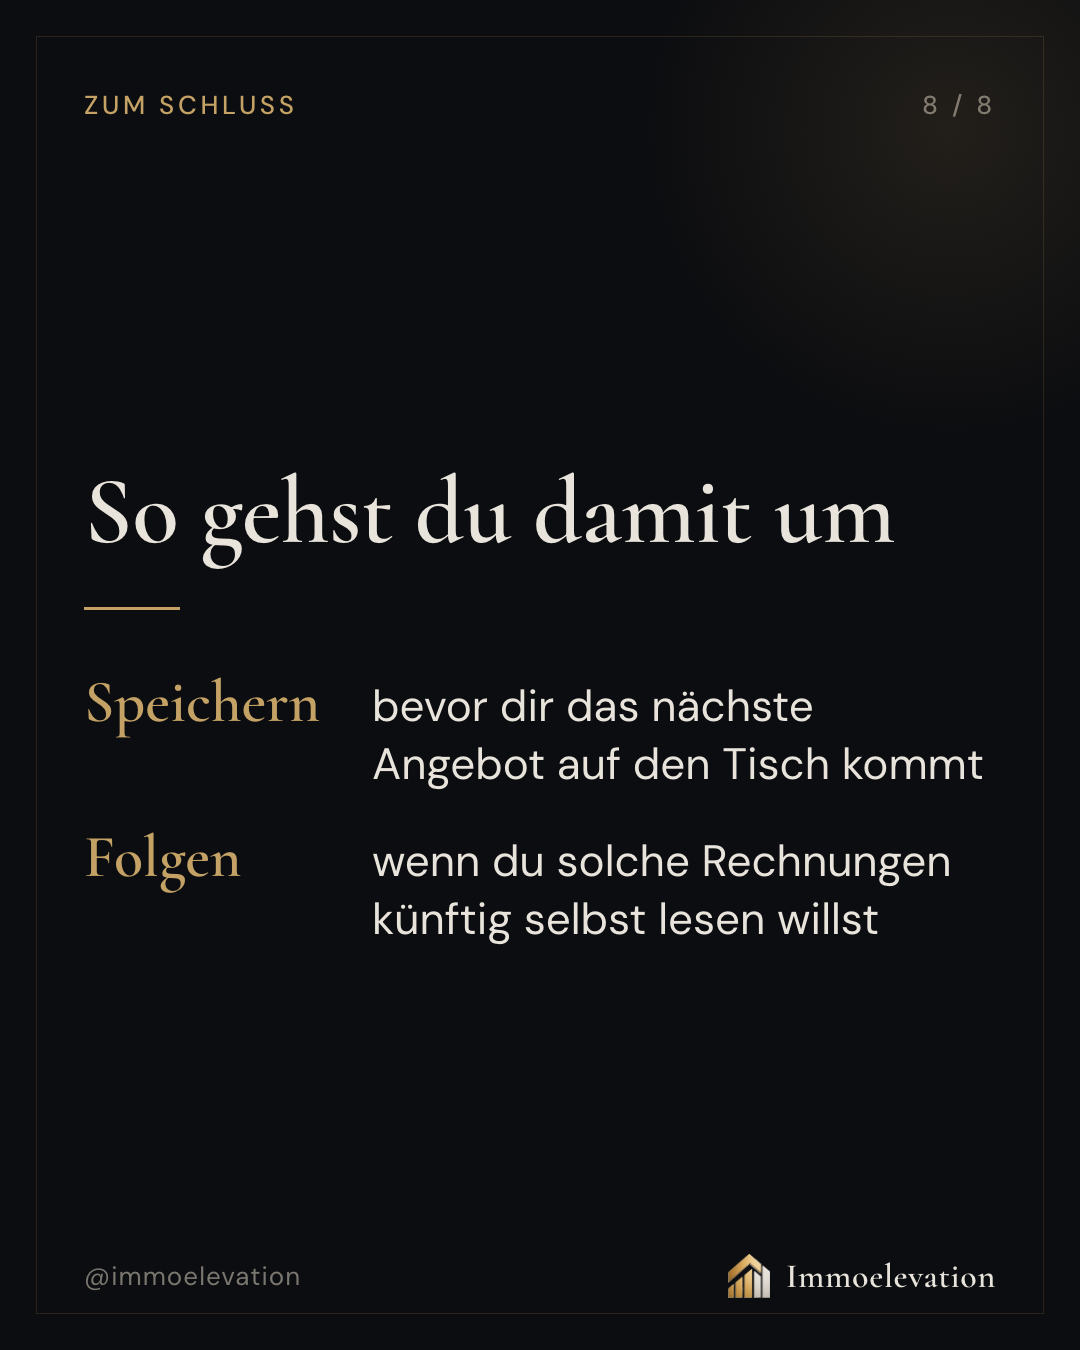 ZUM SCHLUSS
8 / 8
So gehst du damit um
Speichern
bevor dir das nächste
Angebot auf den Tisch kommt
Folgen
wenn du solche Rechnungen
künftig selbst lesen willst
@immoelevation
Immoelevation